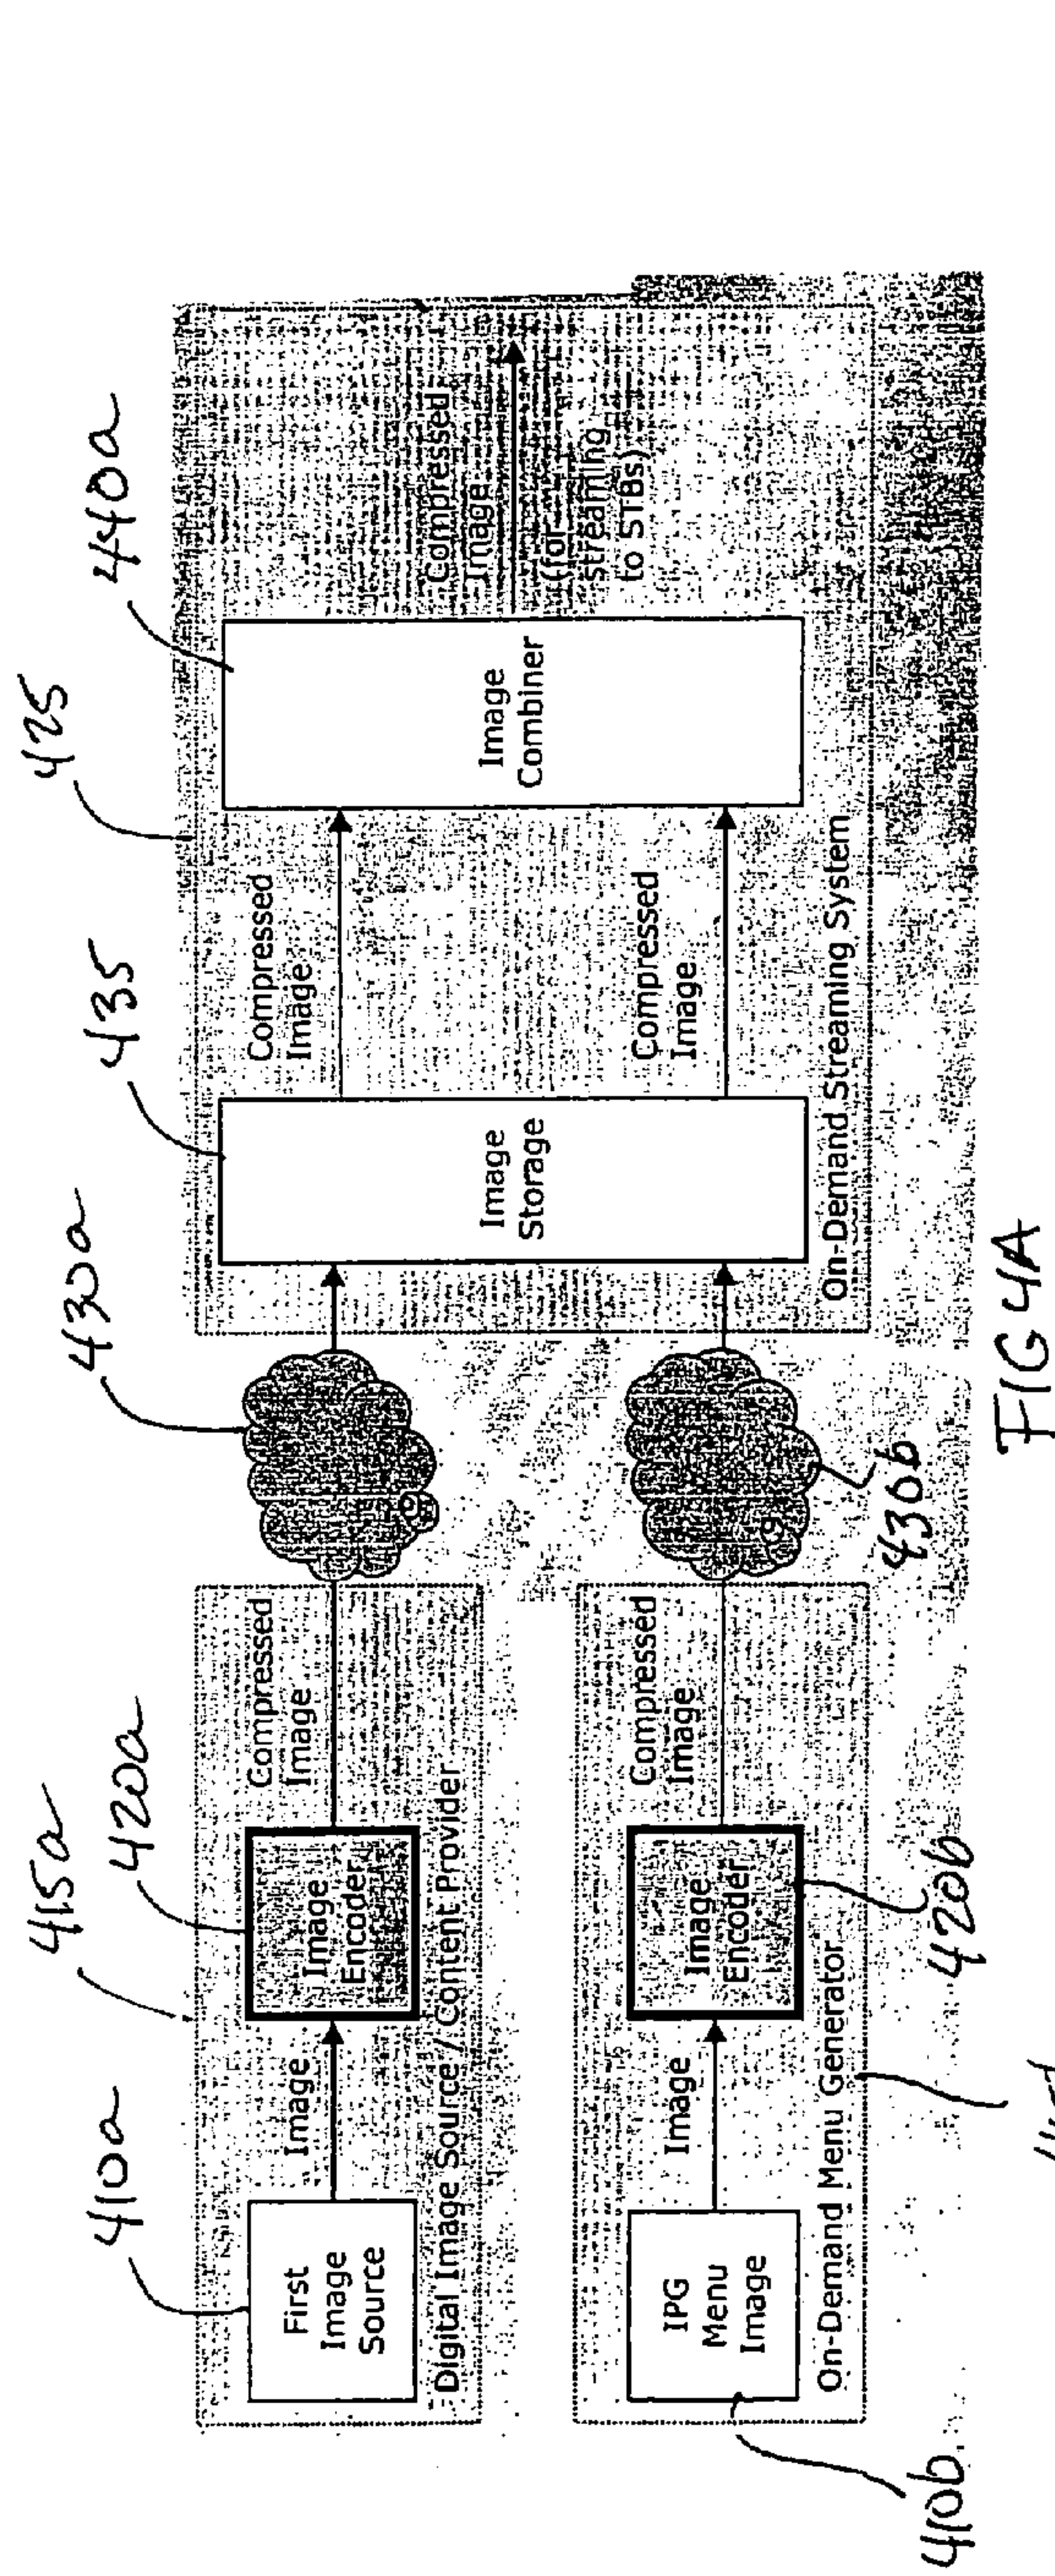 415a
410a
420a
430a
435
425
440a
First
Image
Source
Image
Image
Encoder
Compressed
Image
Digital Image Source / Content Provider
Image
Storage
Compressed
Image
Image
Combiner
Compressed
Image
(for
streaming
to STBs)
IPG
Menu
Image
Image
Image
Encoder
Compressed
Image
On-Demand Menu Generator
Compressed
Image
On-Demand Streaming System
410b
420b
430b
FIG 4A